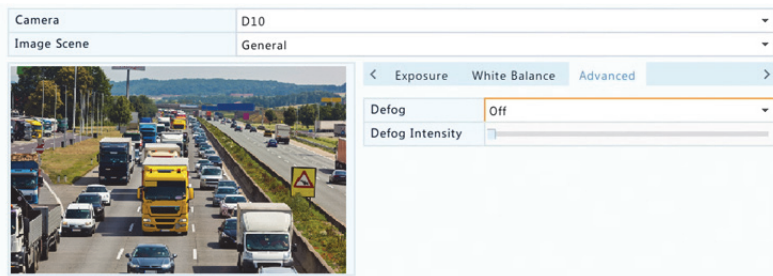 Camera D10
Image Scene General
< Exposure White Balance Advanced >
Defog Off
Defog Intensity